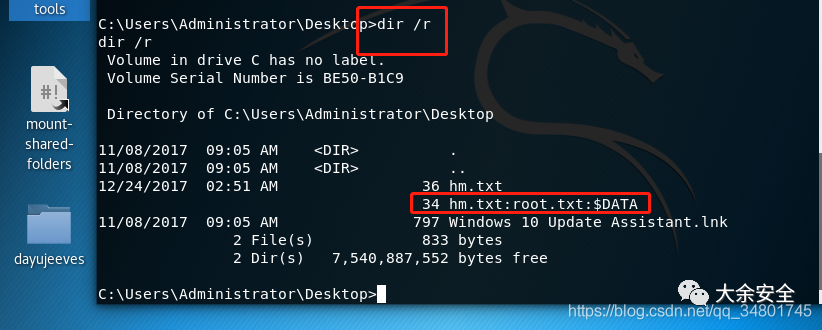 tools
mount-
shared-
folders
dayujeeves
C:\Users\Administrator\Desktop>dir /r
dir /r
 Volume in drive C has no label.
 Volume Serial Number is BE50-B1C9

 Directory of C:\Users\Administrator\Desktop

11/08/2017  09:05 AM    <DIR>          .
11/08/2017  09:05 AM    <DIR>          ..
12/24/2017  02:51 AM                36 hm.txt
                                    34 hm.txt:root.txt:$DATA
11/08/2017  09:05 AM               797 Windows 10 Update Assistant.lnk
               2 File(s)            833 bytes
               2 Dir(s)   7,540,887,552 bytes free

C:\Users\Administrator\Desktop>
大余安全
https://blog.csdn.net/qq_34801745